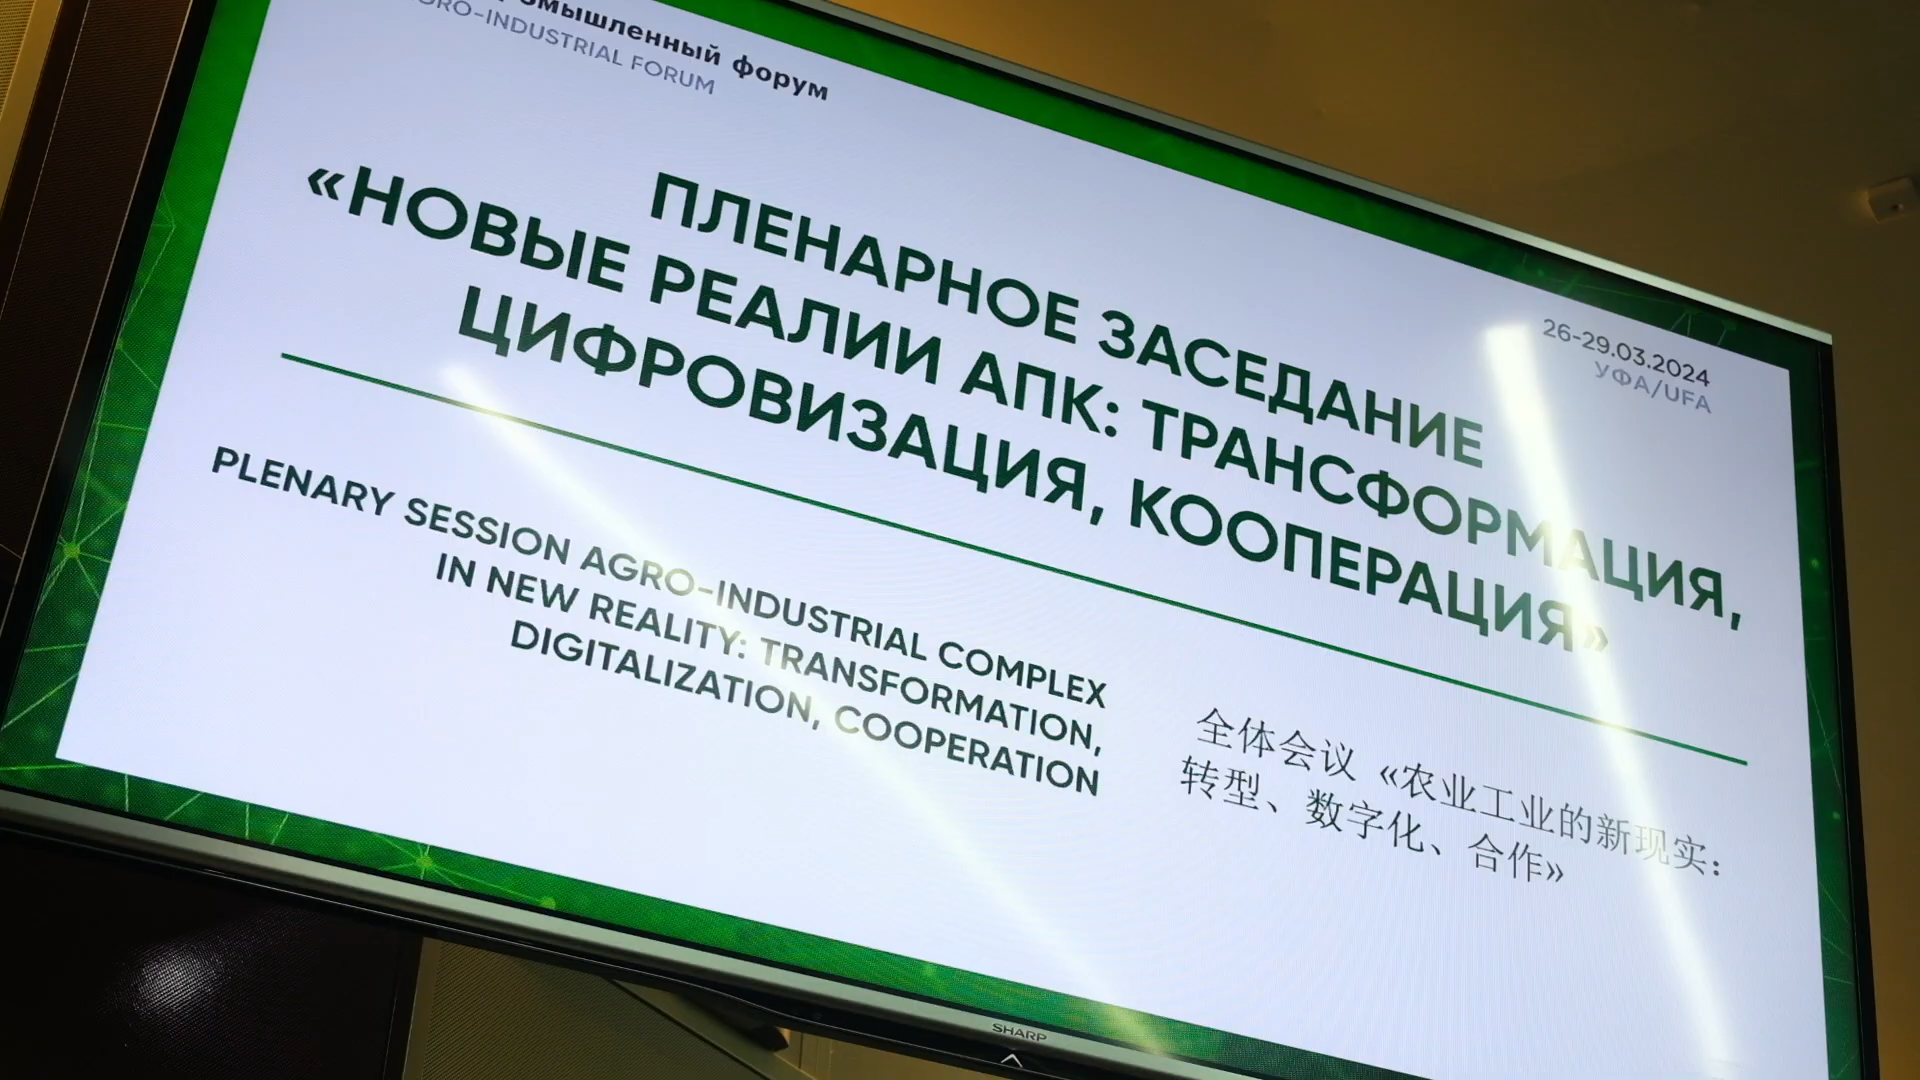 форум
INDUSTRIAL FORUM
26-29.03.2024
УФА/UFA
ПЛЕНАРНОЕ ЗАСЕДАНИЕ
«НОВЫЕ РЕАЛИИ АПК: ТРАНСФОРМАЦИЯ,
ЦИФРОВИЗАЦИЯ, КООПЕРАЦИЯ»
PLENARY SESSION AGRO-INDUSTRIAL COMPLEX
IN NEW REALITY: TRANSFORMATION,
DIGITALIZATION, COOPERATION
全体会议 «农业工业的新现实:
转型、数字化、合作»
SHARP